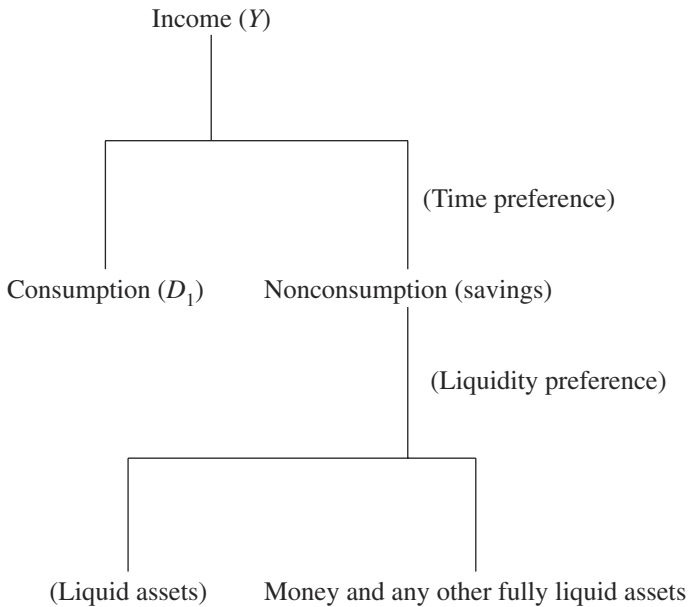 Income (Y)
(Time preference)
Consumption (D₁)
Nonconsumption (savings)
(Liquidity preference)
(Liquid assets)
Money and any other fully liquid assets